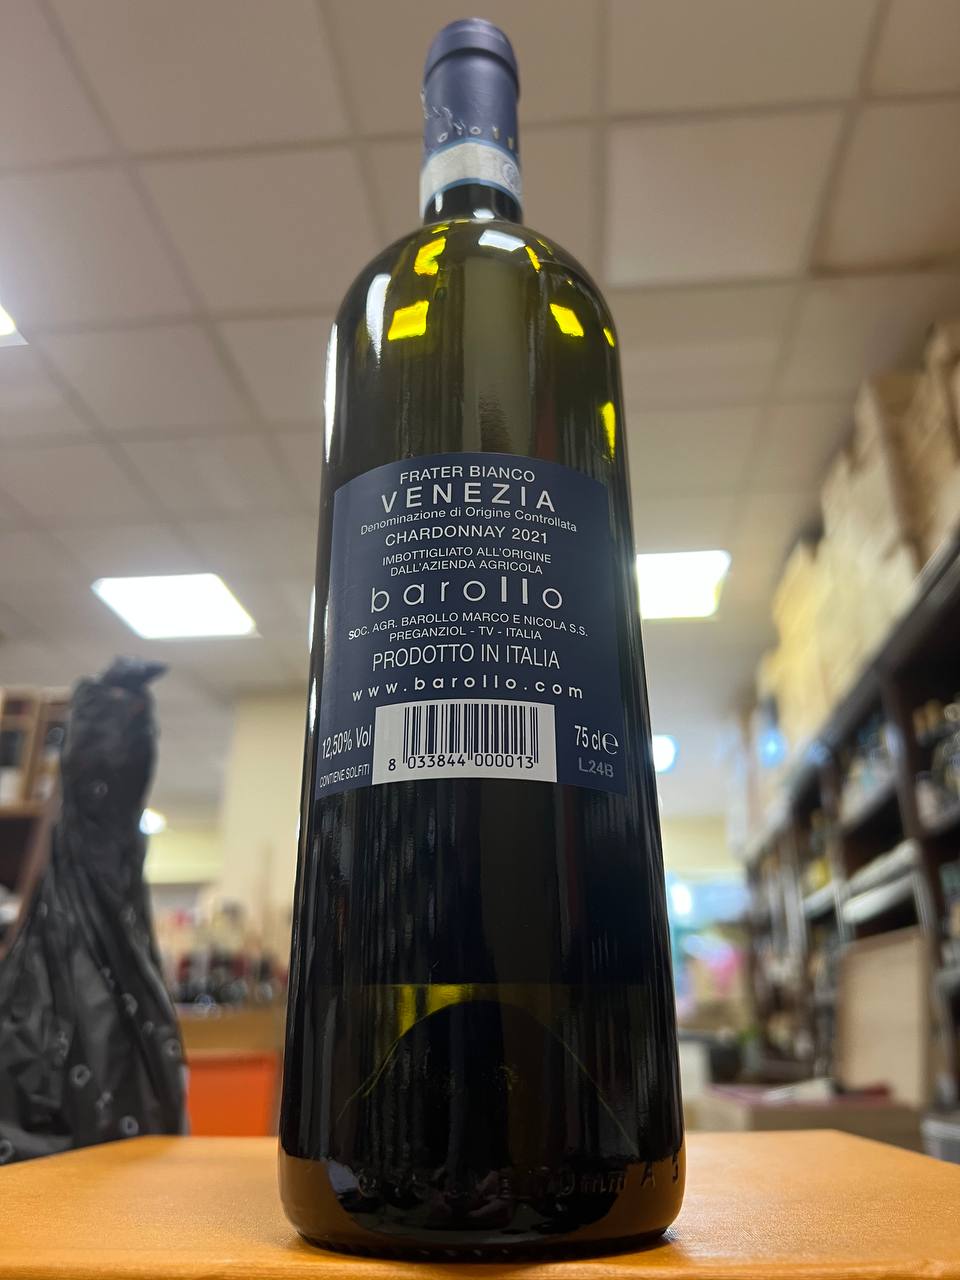 FRATER BIANCO
VENEZIA
Denominazione di Origine Controllata
CHARDONNAY 2021
IMBOTTIGLIATO ALL'ORIGINE
DALL'AZIENDA AGRICOLA
barollo
SOC. AGR. BAROLLO MARCO E NICOLA S.S.
PREGANZIOL - TV - ITALIA
PRODOTTO IN ITALIA
www.barollo.com
12,50% Vol
75 cl e
CONTIENE SOLFITI
8 033844 000013
L24B